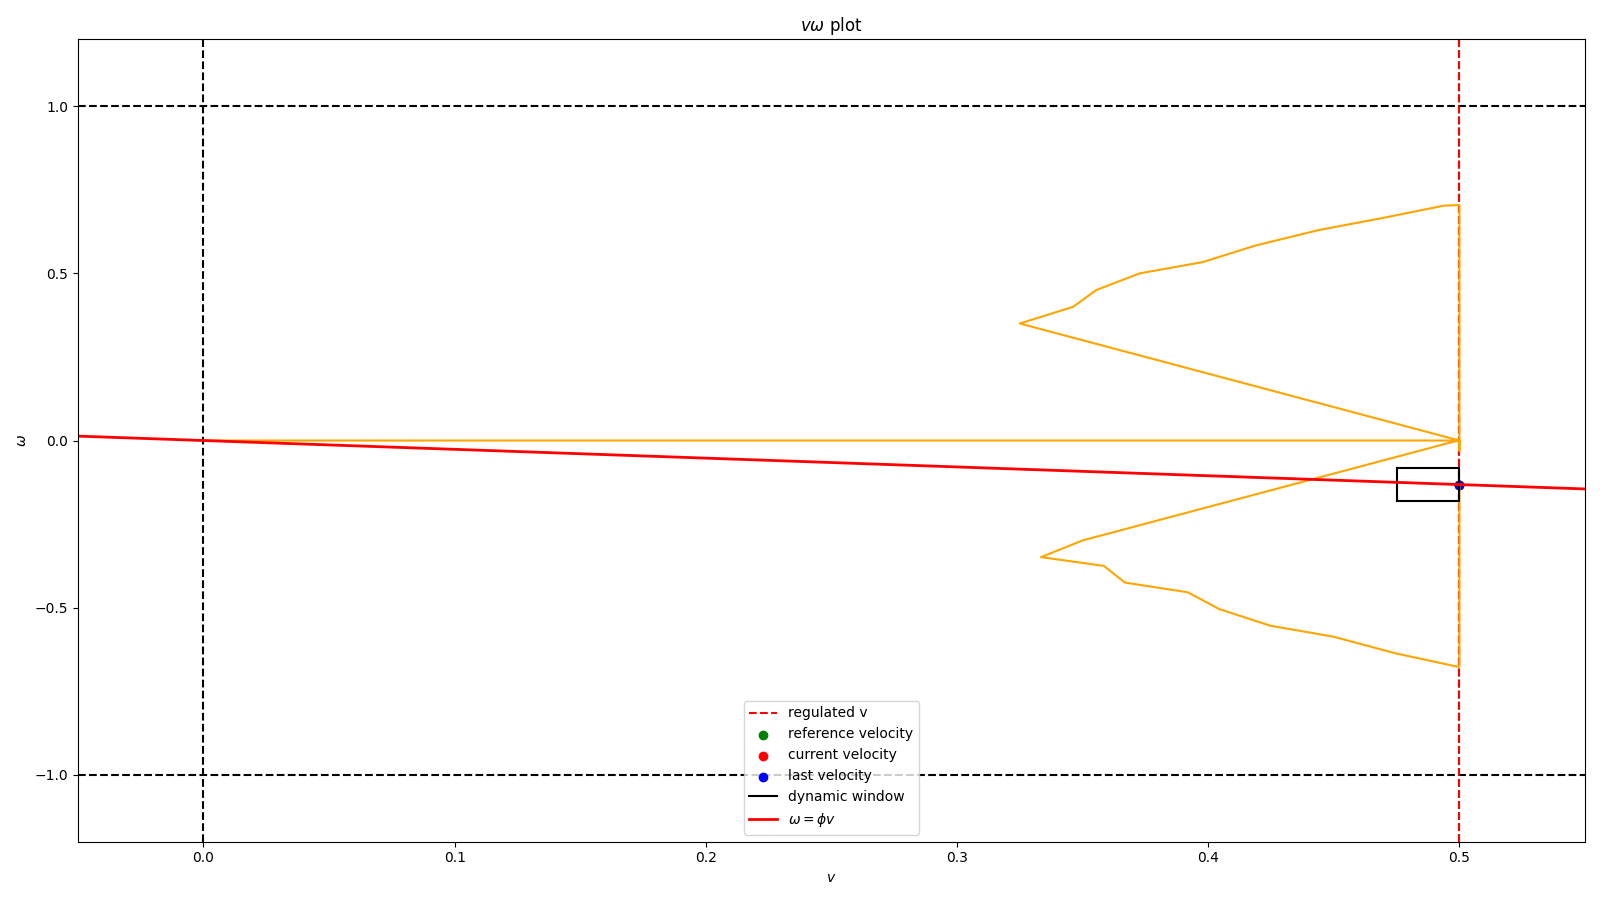 vω plot
1.0
0.5
0.0
−0.5
−1.0
ω
0.0 0.1 0.2 0.3 0.4 0.5
v
regulated v
reference velocity
current velocity
last velocity
dynamic window
ω = ϕv